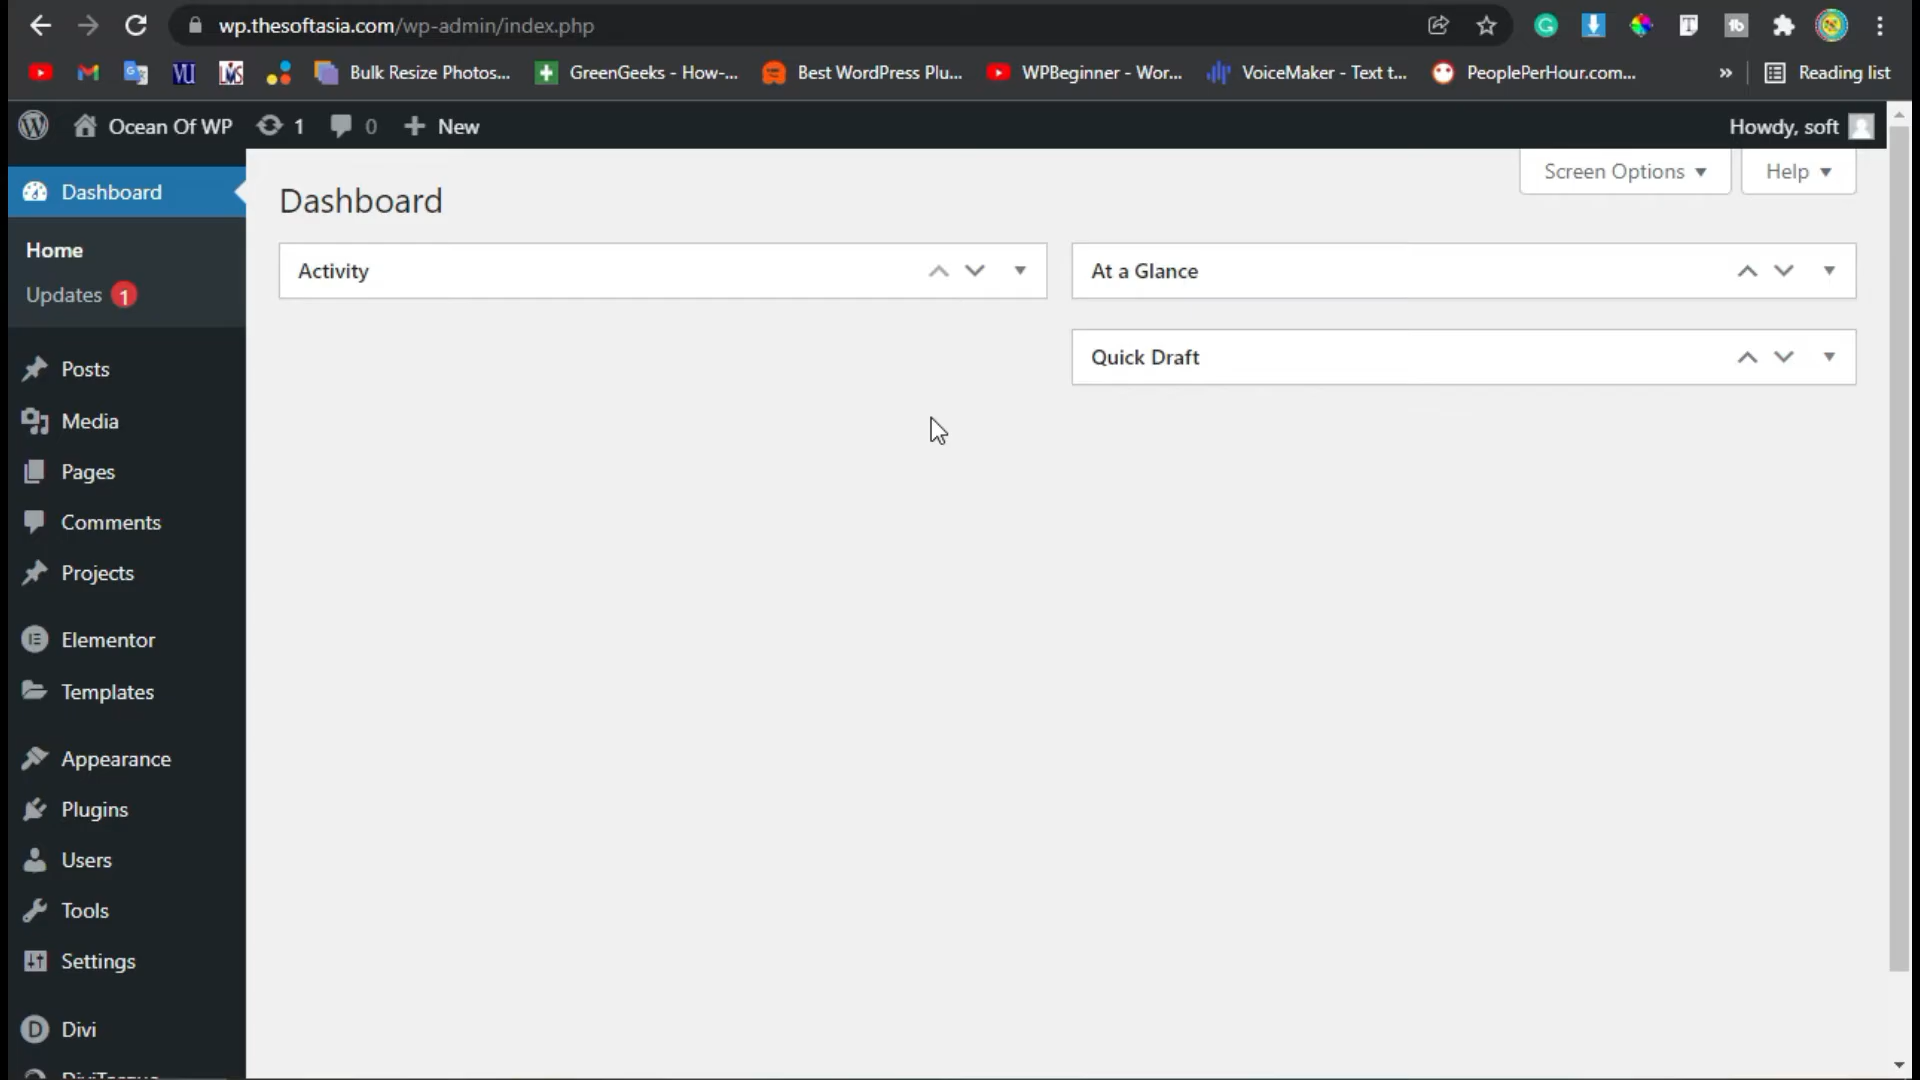 wp.thesoftasia.com/wp-admin/index.php
Bulk Resize Photos... GreenGeeks - How-... Best WordPress Plu... WPBeginner - Wor... VoiceMaker - Text t... PeoplePerHour.com... » Reading list
Ocean Of WP 1 0 + New Howdy, soft
Screen Options Help
Dashboard
Home
Updates 1
Posts
Media
Pages
Comments
Projects
Elementor
Templates
Appearance
Plugins
Users
Tools
Settings
Divi
Dashboard
Activity
At a Glance
Quick Draft